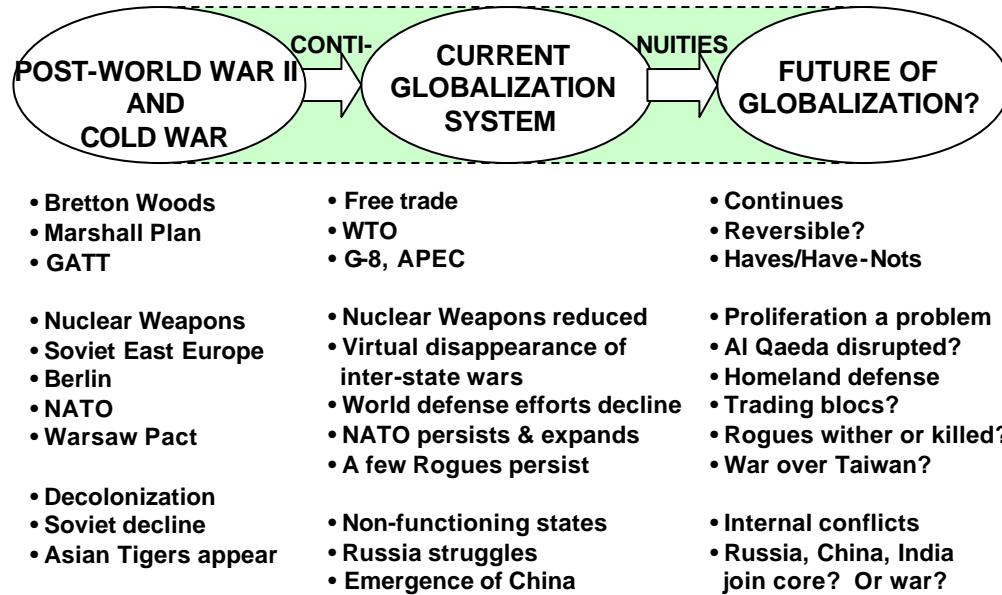 POST-WORLD WAR II
AND
COLD WAR
CONTI-
CURRENT
GLOBALIZATION
SYSTEM
NUITIES
FUTURE OF
GLOBALIZATION?
• Bretton Woods
• Marshall Plan
• GATT
• Nuclear Weapons
• Soviet East Europe
• Berlin
• NATO
• Warsaw Pact
• Decolonization
• Soviet decline
• Asian Tigers appear
• Free trade
• WTO
• G-8, APEC
• Nuclear Weapons reduced
• Virtual disappearance of
inter-state wars
• World defense efforts decline
• NATO persists & expands
• A few Rogues persist
• Non-functioning states
• Russia struggles
• Emergence of China
• Continues
• Reversible?
• Haves/Have-Nots
• Proliferation a problem
• Al Qaeda disrupted?
• Homeland defense
• Trading blocs?
• Rogues wither or killed?
• War over Taiwan?
• Internal conflicts
• Russia, China, India
join core? Or war?